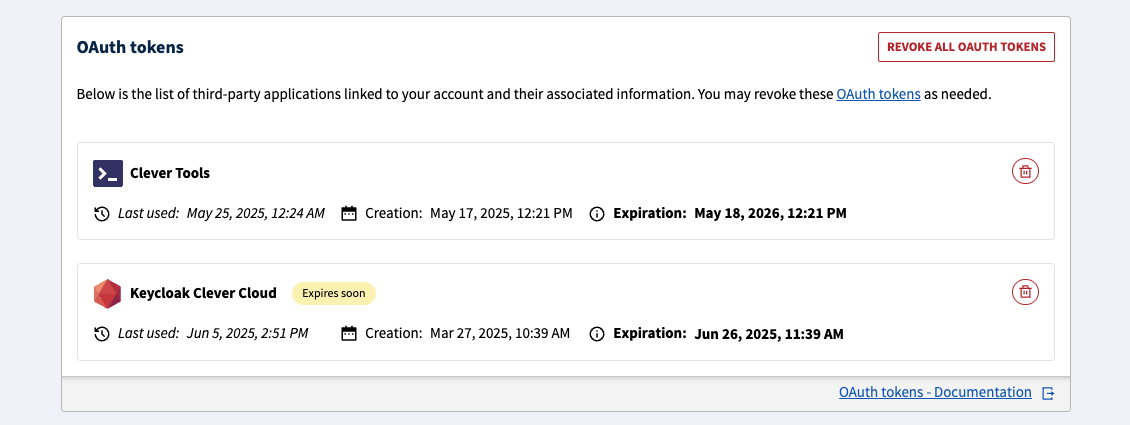 OAuth tokens
REVOKE ALL OAUTH TOKENS
Below is the list of third-party applications linked to your account and their associated information. You may revoke these OAuth tokens as needed.
Clever Tools
Last used: May 25, 2025, 12:24 AM Creation: May 17, 2025, 12:21 PM Expiration: May 18, 2026, 12:21 PM
Keycloak Clever Cloud Expires soon
Last used: Jun 5, 2025, 2:51 PM Creation: Mar 27, 2025, 10:39 AM Expiration: Jun 26, 2025, 11:39 AM
OAuth tokens - Documentation